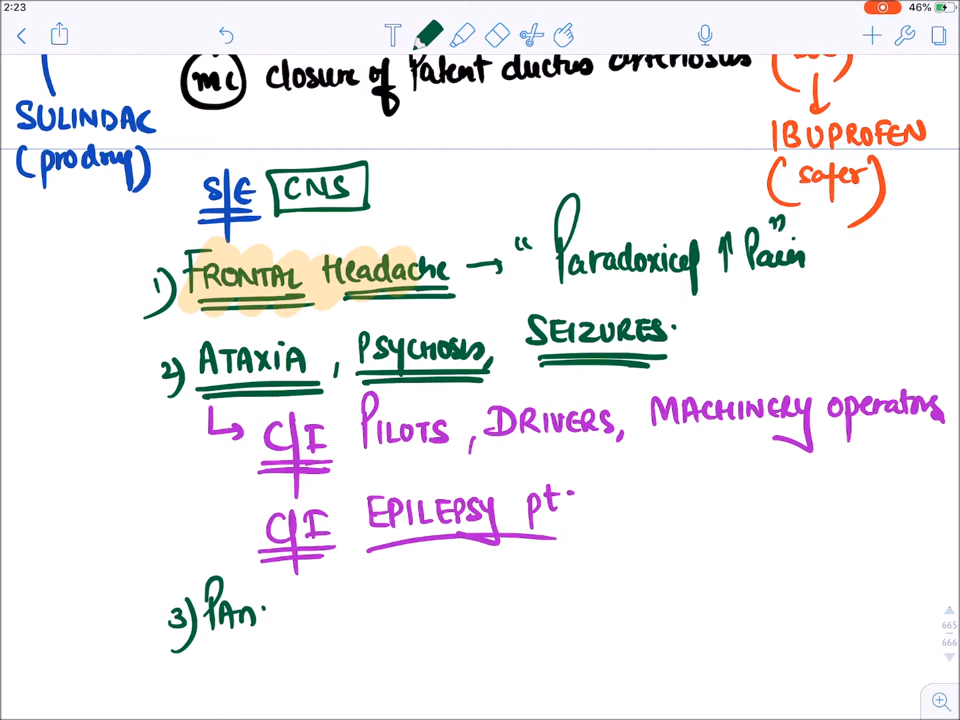 2:23 46%
mc closure of Patent ductus arteriosus
SULINDAC
(prodrug)
IBUPROFEN
(safer)
S/E CNS
1) FRONTAL Headache → "Paradoxical ↑ Pain"
2) ATAXIA, PSYCHOSIS, SEIZURES.
↳ C/I PILOTS, DRIVERS, MACHINERY operators
C/I EPILEPSY pt.
3) PAn.
665
666